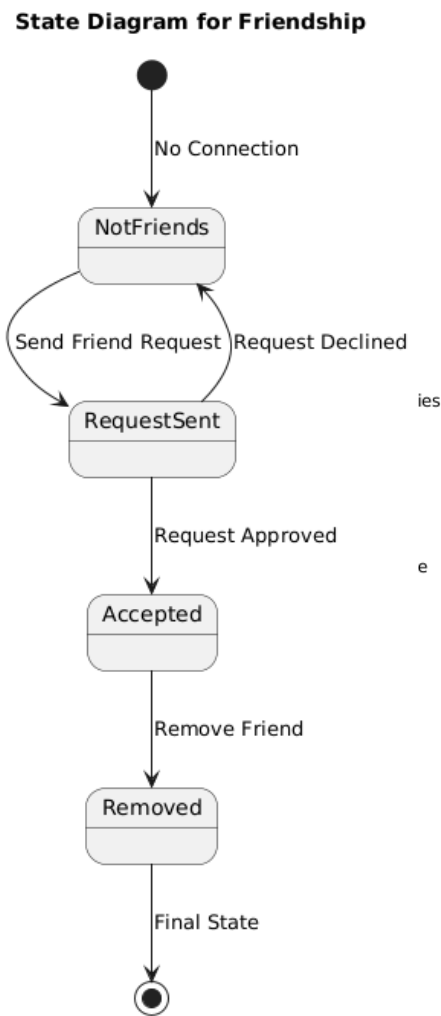 State Diagram for Friendship
No Connection
NotFriends
Send Friend Request
Request Declined
ies
RequestSent
Request Approved
e
Accepted
Remove Friend
Removed
Final State